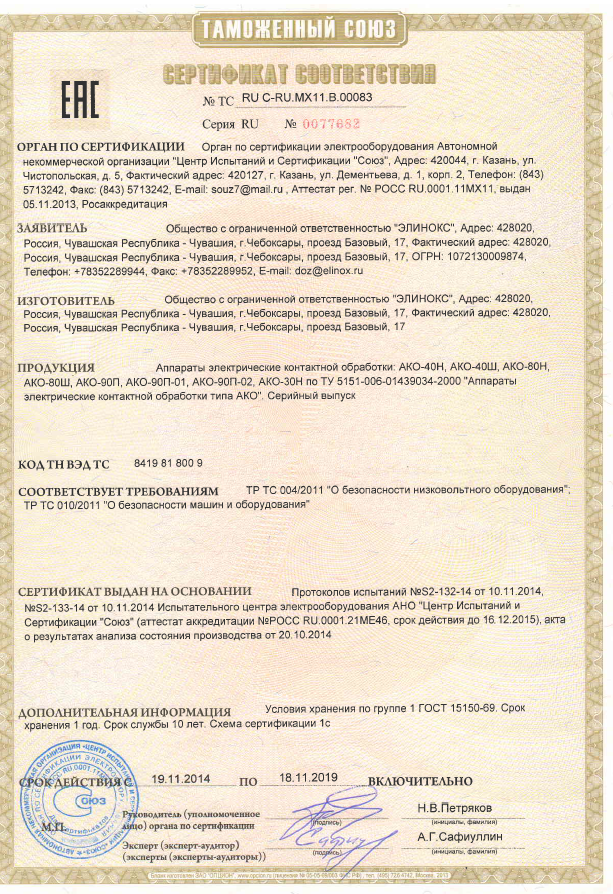 ТАМОЖЕННЫЙ СОЮЗ
СЕРТИФИКАТ СООТВЕТСТВИЯ
ЕАС
№ ТС RU C-RU.MX11.B.00083
Серия RU № 0077682
ОРГАН ПО СЕРТИФИКАЦИИ Орган по сертификации электрооборудования Автономной
некоммерческой организации "Центр Испытаний и Сертификации "Союз", Адрес: 420044, г. Казань, ул.
Чистопольская, д. 5, Фактический адрес: 420127, г. Казань, ул. Дементьева, д. 1, корп. 2, Телефон: (843)
5713242, Факс: (843) 5713242, E-mail: souz7@mail.ru , Аттестат рег. № РОСС RU.0001.11МХ11, выдан
05.11.2013, Росаккредитация
ЗАЯВИТЕЛЬ Общество с ограниченной ответственностью "ЭЛИНОКС", Адрес: 428020,
Россия, Чувашская Республика - Чувашия, г.Чебоксары, проезд Базовый, 17, Фактический адрес: 428020,
Россия, Чувашская Республика - Чувашия, г.Чебоксары, проезд Базовый, 17, ОГРН: 1072130009874,
Телефон: +78352289944, Факс: +78352289952, E-mail: doz@elinox.ru
ИЗГОТОВИТЕЛЬ Общество с ограниченной ответственностью "ЭЛИНОКС", Адрес: 428020,
Россия, Чувашская Республика - Чувашия, г.Чебоксары, проезд Базовый, 17, Фактический адрес: 428020,
Россия, Чувашская Республика - Чувашия, г.Чебоксары, проезд Базовый, 17
ПРОДУКЦИЯ Аппараты электрические контактной обработки: АКО-40Н, АКО-40Ш, АКО-80Н,
АКО-80Ш, АКО-90П, АКО-90П-01, АКО-90П-02, АКО-30Н по ТУ 5151-006-01439034-2000 "Аппараты
электрические контактной обработки типа АКО". Серийный выпуск
КОД ТН ВЭД ТС 8419 81 800 9
СООТВЕТСТВУЕТ ТРЕБОВАНИЯМ ТР ТС 004/2011 "О безопасности низковольтного оборудования";
ТР ТС 010/2011 "О безопасности машин и оборудования"
СЕРТИФИКАТ ВЫДАН НА ОСНОВАНИИ Протоколов испытаний №S2-132-14 от 10.11.2014,
№S2-133-14 от 10.11.2014 Испытательного центра электрооборудования АНО "Центр Испытаний и
Сертификации "Союз" (аттестат аккредитации №РОСС RU.0001.21МЕ46, срок действия до 16.12.2015), акта
о результатах анализа состояния производства от 20.10.2014
ДОПОЛНИТЕЛЬНАЯ ИНФОРМАЦИЯ Условия хранения по группе 1 ГОСТ 15150-69. Срок
хранения 1 год. Срок службы 10 лет. Схема сертификации 1с
СРОК ДЕЙСТВИЯ С 19.11.2014 ПО 18.11.2019 ВКЛЮЧИТЕЛЬНО
М.П.
Руководитель (уполномоченное
лицо) органа по сертификации
(подпись)
Н.В.Петряков
(инициалы, фамилия)
Эксперт (эксперт-аудитор)
(эксперты (эксперты-аудиторы))
(подпись)
А.Г.Сафиуллин
(инициалы, фамилия)
СОЮЗ